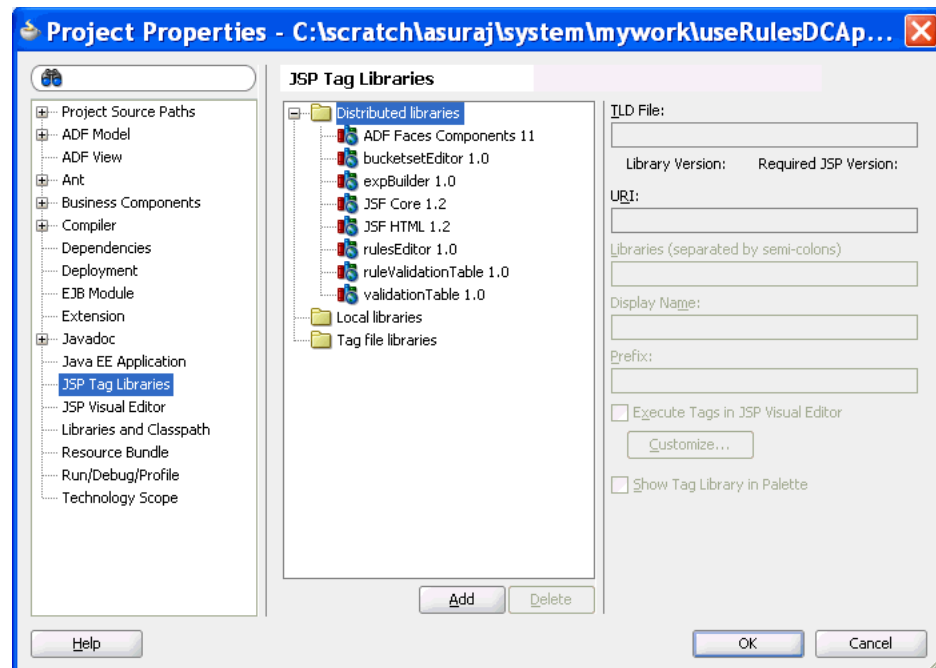 Project Properties - C:\scratch\asuraj\system\mywork\useRulesDCAp...
JSP Tag Libraries
Project Source Paths
ADF Model
ADF View
Ant
Business Components
Compiler
Dependencies
Deployment
EJB Module
Extension
Javadoc
Java EE Application
JSP Tag Libraries
JSP Visual Editor
Libraries and Classpath
Resource Bundle
Run/Debug/Profile
Technology Scope
Distributed libraries
ADF Faces Components 11
bucketsetEditor 1.0
expBuilder 1.0
JSF Core 1.2
JSF HTML 1.2
rulesEditor 1.0
ruleValidationTable 1.0
validationTable 1.0
Local libraries
Tag file libraries
Add
Delete
TLD File:
Library Version: Required JSP Version:
URI:
Libraries (separated by semi-colons)
Display Name:
Prefix:
Execute Tags in JSP Visual Editor
Customize...
Show Tag Library in Palette
Help
OK
Cancel